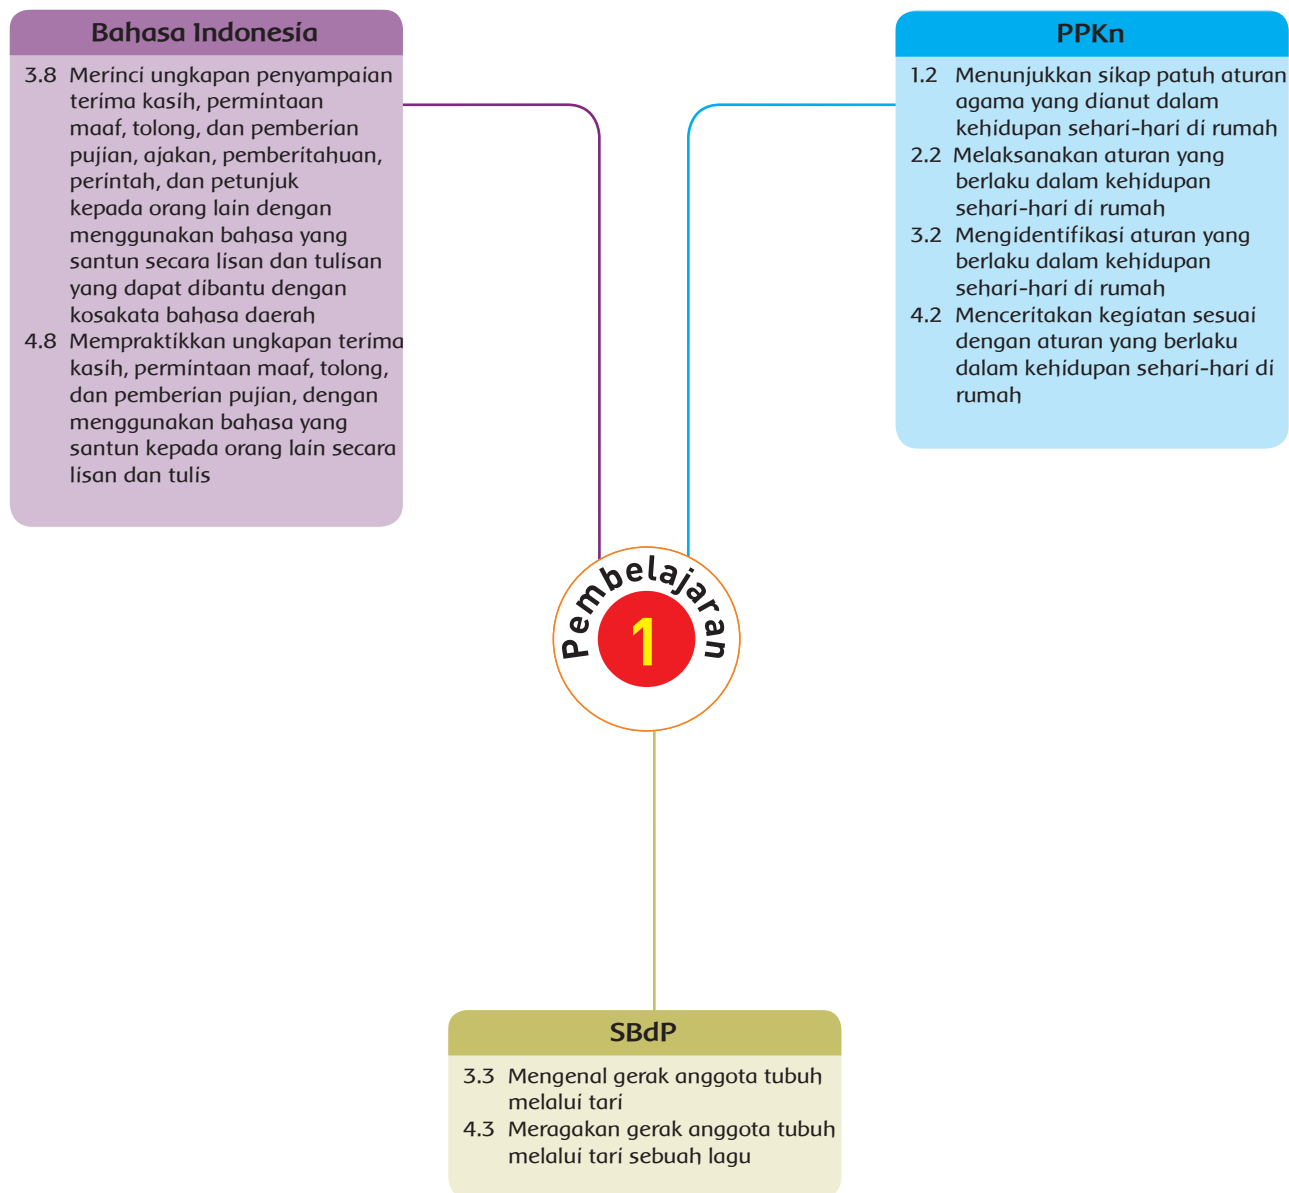 Bahasa Indonesia
3.8 Merinci ungkapan penyampaian
terima kasih, permintaan
maaf, tolong, dan pemberian
pujian, ajakan, pemberitahuan,
perintah, dan petunjuk
kepada orang lain dengan
menggunakan bahasa yang
santun secara lisan dan tulisan
yang dapat dibantu dengan
kosakata bahasa daerah
4.8 Mempraktikkan ungkapan terima
kasih, permintaan maaf, tolong,
dan pemberian pujian, dengan
menggunakan bahasa yang
santun kepada orang lain secara
lisan dan tulis
PPKn
1.2 Menunjukkan sikap patuh aturan
agama yang dianut dalam
kehidupan sehari-hari di rumah
2.2 Melaksanakan aturan yang
berlaku dalam kehidupan
sehari-hari di rumah
3.2 Mengidentifikasi aturan yang
berlaku dalam kehidupan
sehari-hari di rumah
4.2 Menceritakan kegiatan sesuai
dengan aturan yang berlaku
dalam kehidupan sehari-hari di
rumah
Pembelajaran
1
SBdP
3.3 Mengenal gerak anggota tubuh
melalui tari
4.3 Meragakan gerak anggota tubuh
melalui tari sebuah lagu